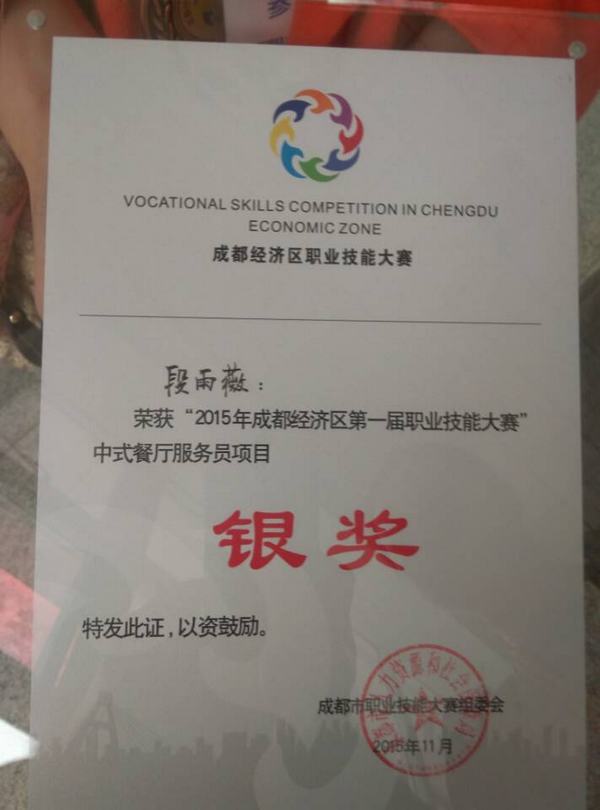 参
VOCATIONAL SKILLS COMPETITION IN CHENGDU
ECONOMIC ZONE
成都经济区职业技能大赛
段雨薇：
荣获“2015年成都经济区第一届职业技能大赛”
中式餐厅服务员项目
银奖
特发此证，以资鼓励。
成都市职业技能大赛组委会
2015年11月